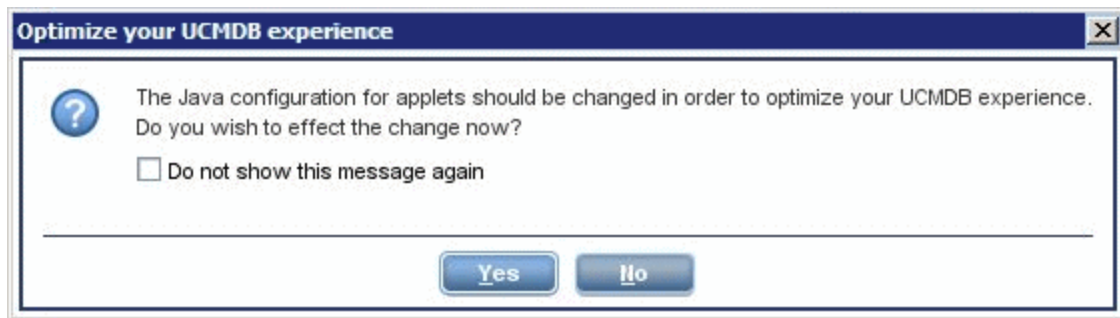 Optimize your UCMDB experience
The Java configuration for applets should be changed in order to optimize your UCMDB experience.
Do you wish to effect the change now?
Do not show this message again
Yes No